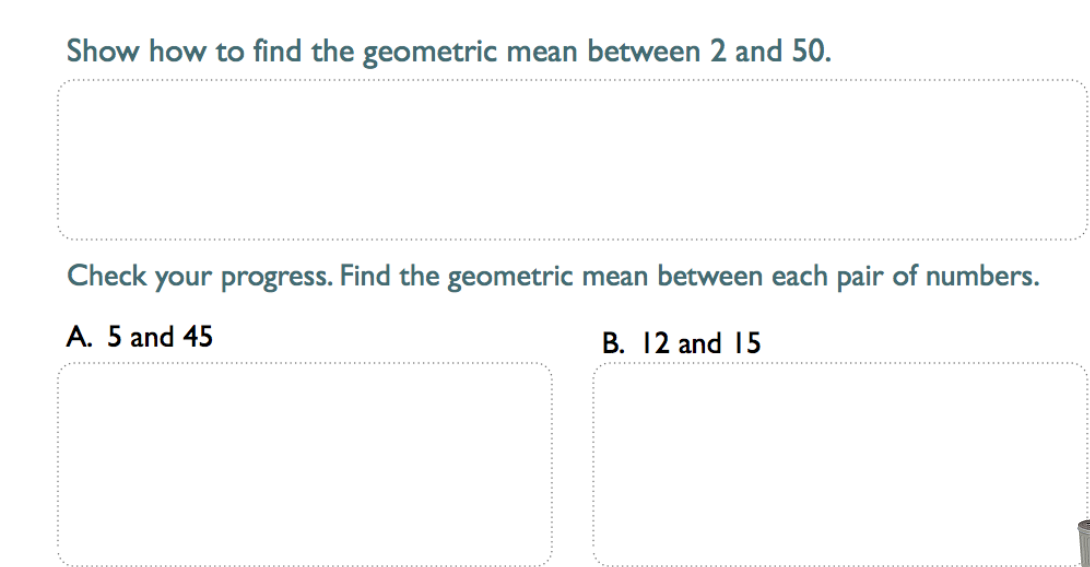 Show how to find the geometric mean between 2 and 50.
Check your progress. Find the geometric mean between each pair of numbers.
A. 5 and 45
B. 12 and 15